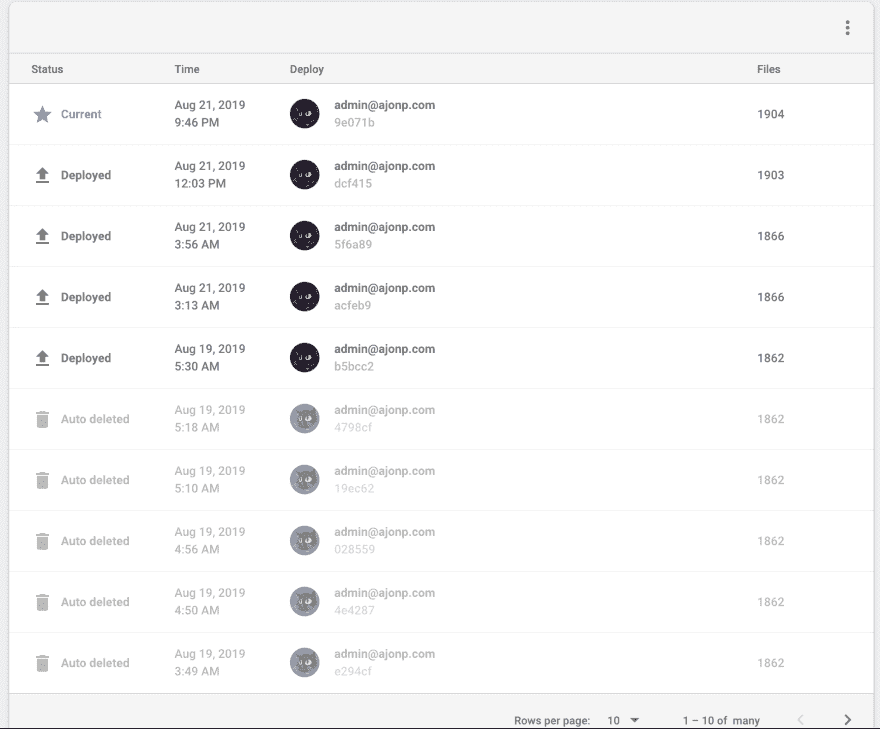 Status Time Deploy Files
Current Aug 21, 2019 admin@ajonp.com 1904
9:46 PM 9e071b
Deployed Aug 21, 2019 admin@ajonp.com 1903
12:03 PM dcf415
Deployed Aug 21, 2019 admin@ajonp.com 1866
3:56 AM 5f6a89
Deployed Aug 21, 2019 admin@ajonp.com 1866
3:13 AM acfeb9
Deployed Aug 19, 2019 admin@ajonp.com 1862
5:30 AM b5bcc2
Auto deleted Aug 19, 2019 admin@ajonp.com 1862
5:18 AM 4798cf
Auto deleted Aug 19, 2019 admin@ajonp.com 1862
5:10 AM 19ec62
Auto deleted Aug 19, 2019 admin@ajonp.com 1862
4:56 AM 028559
Auto deleted Aug 19, 2019 admin@ajonp.com 1862
4:50 AM 4e4287
Auto deleted Aug 19, 2019 admin@ajonp.com 1862
3:49 AM e294cf
Rows per page: 10 1 – 10 of many